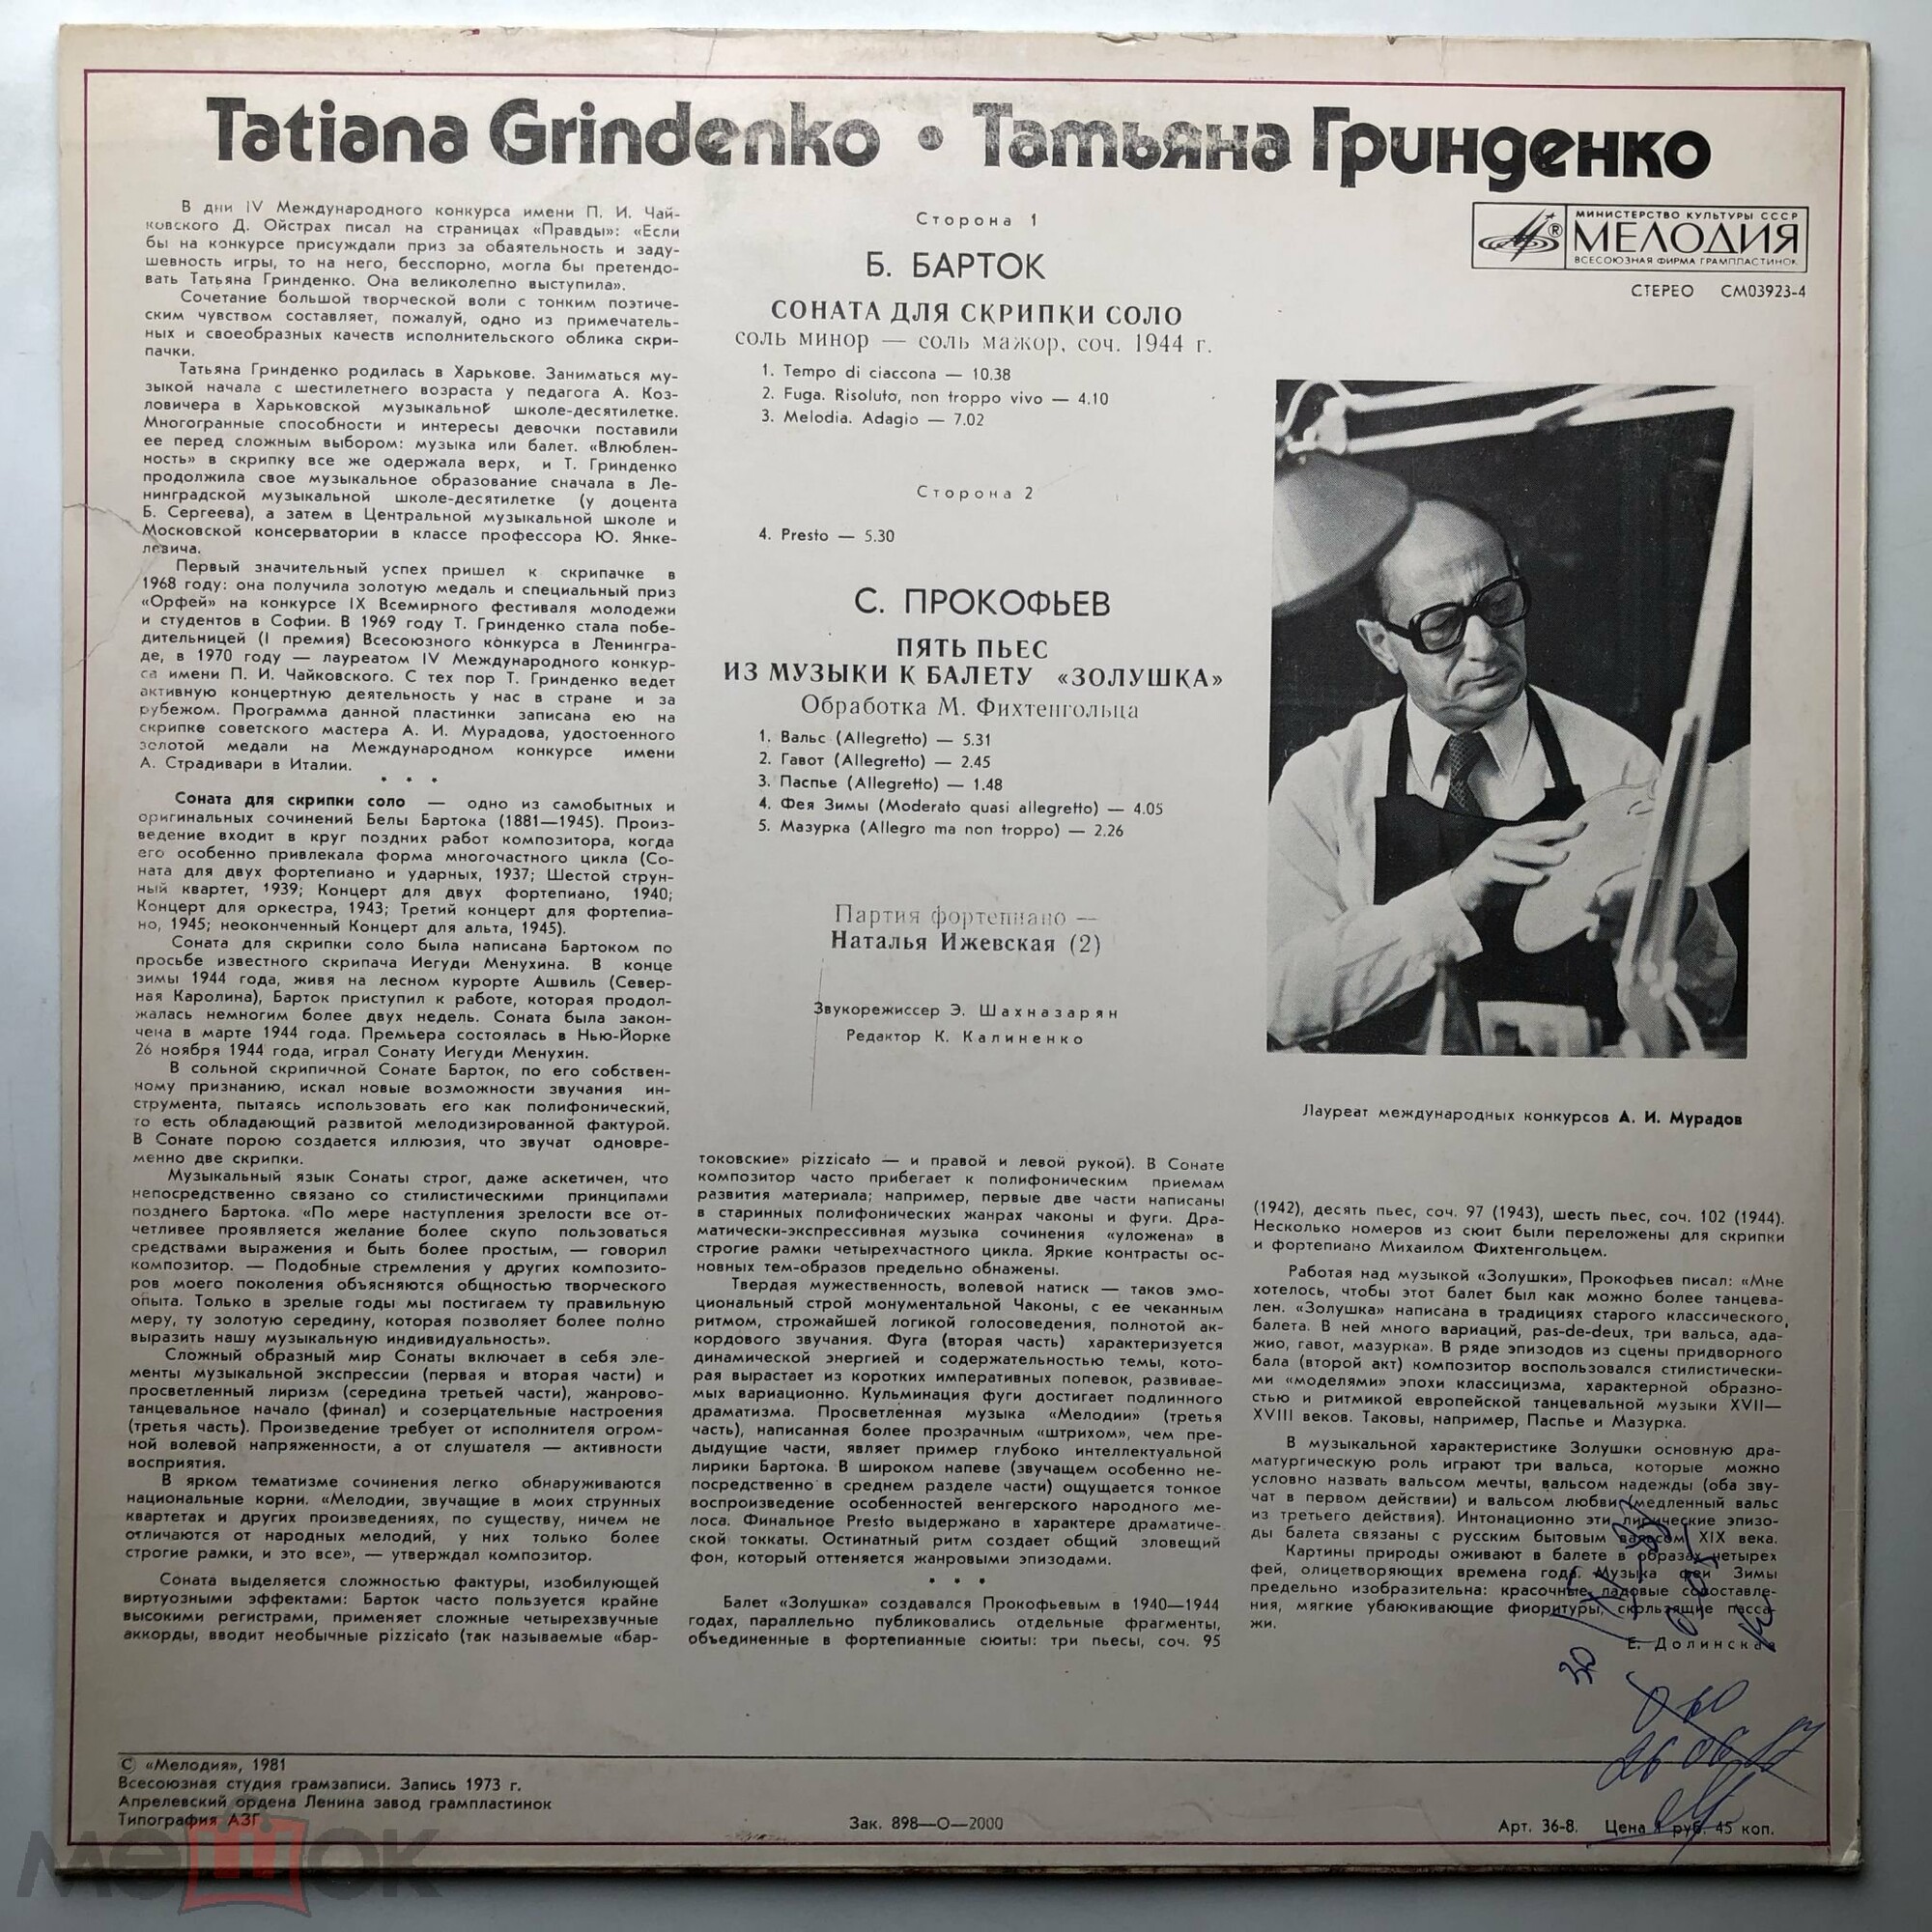 Tatiana Grindenko • Татьяна Гринденко
В дни IV Международного конкурса имени П. И. Чай-
ковского Д. Ойстрах писал на страницах «Правды»: «Если
бы на конкурсе присуждали приз за обаятельность и заду-
шевность игры, то на него, бесспорно, могла бы претендо-
вать Татьяна Гринденко. Она великолепно выступила».
Сочетание большой творческой воли с тонким поэтиче-
ским чувством составляет, пожалуй, одно из примечатель-
ных и своеобразных качеств исполнительского облика скри-
пачки.
Татьяна Гринденко родилась в Харькове. Заниматься му-
зыкой начала с шестилетнего возраста у педагога А. Коз-
ловичера в Харьковской музыкальной школе-десятилетке.
Многогранные способности и интересы девочки поставили
ее перед сложным выбором: музыка или балет. «Влюблен-
ность» в скрипку все же одержала верх, и Т. Гринденко
продолжила свое музыкальное образование сначала в Ле-
нинградской музыкальной школе-десятилетке (у доцента
Б. Сергеева), а затем в Центральной музыкальной школе и
Московской консерватории в классе профессора Ю. Янке-
левича.
Первый значительный успех пришел к скрипачке в
1968 году: она получила золотую медаль и специальный приз
«Орфей» на конкурсе IX Всемирного фестиваля молодежи
и студентов в Софии. В 1969 году Т. Гринденко стала побе-
дительницей (I премия) Всесоюзного конкурса в Ленингра-
де, в 1970 году — лауреатом IV Международного конкур-
са имени П. И. Чайковского. С тех пор Т. Гринденко ведет
активную концертную деятельность у нас в стране и за
рубежом. Программа данной пластинки записана ею на
скрипке советского мастера А. И. Мурадова, удостоенного
золотой медали на Международном конкурсе имени
А. Страдивари в Италии.
• • •
Соната для скрипки соло — одно из самобытных и
оригинальных сочинений Белы Бартока (1881—1945). Произ-
ведение входит в круг поздних работ композитора, когда
его особенно привлекала форма многочастного цикла (Со-
ната для двух фортепиано и ударных, 1937; Шестой струн-
ный квартет, 1939; Концерт для двух фортепиано, 1940;
Концерт для оркестра, 1943; Третий концерт для фортепиа-
но, 1945; неоконченный Концерт для альта, 1945).
Соната для скрипки соло была написана Бартоком по
просьбе известного скрипача Иегуди Менухина. В конце
зимы 1944 года, живя на лесном курорте Ашвиль (Север-
ная Каролина), Барток приступил к работе, которая продол-
жалась немногим более двух недель. Соната была закон-
чена в марте 1944 года. Премьера состоялась в Нью-Йорке
26 ноября 1944 года, играл Сонату Иегуди Менухин.
В сольной скрипичной Сонате Барток, по его собствен-
ному признанию, искал новые возможности звучания ин-
струмента, пытаясь использовать его как полифонический,
то есть обладающий развитой мелодизированной фактурой.
В Сонате порою создается иллюзия, что звучат одновре-
менно две скрипки.
Музыкальный язык Сонаты строг, даже аскетичен, что
непосредственно связано со стилистическими принципами
позднего Бартока. «По мере наступления зрелости все от-
четливее проявляется желание более скупо пользоваться
средствами выражения и быть более простым, — говорил
композитор. — Подобные стремления у других композито-
ров моего поколения объясняются общностью творческого
опыта. Только в зрелые годы мы постигаем ту правильную
меру, ту золотую середину, которая позволяет более полно
выразить нашу музыкальную индивидуальность».
Сложный образный мир Сонаты включает в себя эле-
менты музыкальной экспрессии (первая и вторая части) и
просветленный лиризм (середина третьей части), жанрово-
танцевальное начало (финал) и созерцательные настроения
(третья часть). Произведение требует от исполнителя огром-
ной волевой напряженности, а от слушателя — активности
восприятия.
В ярком тематизме сочинения легко обнаруживаются
национальные корни. «Мелодии, звучащие в моих струнных
квартетах и других произведениях, по существу, ничем не
отличаются от народных мелодий, у них только более
строгие рамки, и это все», — утверждал композитор.
Соната выделяется сложностью фактуры, изобилующей
виртуозными эффектами: Барток часто пользуется крайне
высокими регистрами, применяет сложные четырехзвучные
аккорды, вводит необычные pizzicato (так называемые «бар-
Сторона 1
Б. БАРТОК
СОНАТА ДЛЯ СКРИПКИ СОЛО
соль минор — соль мажор, соч. 1944 г.
1. Tempo di ciaccona — 10.38
2. Fuga. Risoluto, non troppo vivo — 4.10
3. Melodia. Adagio — 7.02
Сторона 2
4. Presto — 5.30
С. ПРОКОФЬЕВ
ПЯТЬ ПЬЕС
ИЗ МУЗЫКИ К БАЛЕТУ «ЗОЛУШКА»
Обработка М. Фихтенгольца
1. Вальс (Allegretto) — 5.31
2. Гавот (Allegretto) — 2.45
3. Паспье (Allegretto) — 1.48
4. Фея Зимы (Moderato quasi allegretto) — 4.05
5. Мазурка (Allegro ma non troppo) — 2.26
Партия фортепиано —
Наталья Ижевская (2)
Звукорежиссер Э. Шахназарян
Редактор К. Калиненко
токовские» pizzicato — и правой и левой рукой). В Сонате
композитор часто прибегает к полифоническим приемам
развития материала; например, первые две части написаны
в старинных полифонических жанрах чаконы и фуги. Дра-
матически-экспрессивная музыка сочинения «уложена» в
строгие рамки четырехчастного цикла. Яркие контрасты ос-
новных тем-образов предельно обнажены.
Твердая мужественность, волевой натиск — таков эмо-
циональный строй монументальной Чаконы, с ее чеканным
ритмом, строжайшей логикой голосоведения, полнотой ак-
кордового звучания. Фуга (вторая часть) характеризуется
динамической энергией и содержательностью темы, кото-
рая вырастает из коротких императивных попевок, развивае-
мых вариационно. Кульминация фуги достигает подлинного
драматизма. Просветленная музыка «Мелодии» (третья
часть), написанная более прозрачным «штрихом», чем пре-
дыдущие части, являет пример глубоко интеллектуальной
лирики Бартока. В широком напеве (звучащем особенно не-
посредственно в среднем разделе части) ощущается тонкое
воспроизведение особенностей венгерского народного ме-
лоса. Финальное Presto выдержано в характере драматиче-
ской токкаты. Остинатный ритм создает общий зловещий
фон, который оттеняется жанровыми эпизодами.
• • •
Балет «Золушка» создавался Прокофьевым в 1940—1944
годах, параллельно публиковались отдельные фрагменты,
объединенные в фортепианные сюиты: три пьесы, соч. 95
МИНИСТЕРСТВО КУЛЬТУРЫ СССР
® МЕЛОДИЯ
ВСЕСОЮЗНАЯ ФИРМА ГРАМПЛАСТИНОК
СТЕРЕО СМ03923-4
Лауреат международных конкурсов А. И. Мурадов
(1942), десять пьес, соч. 97 (1943), шесть пьес, соч. 102 (1944).
Несколько номеров из сюит были переложены для скрипки
и фортепиано Михаилом Фихтенгольцем.
Работая над музыкой «Золушки», Прокофьев писал: «Мне
хотелось, чтобы этот балет был как можно более танцева-
лен. «Золушка» написана в традициях старого классического
балета. В ней много вариаций, pas-de-deux, три вальса, ада-
жио, гавот, мазурка». В ряде эпизодов из сцены придворного
бала (второй акт) композитор воспользовался стилистически-
ми «моделями» эпохи классицизма, характерной образно-
стью и ритмикой европейской танцевальной музыки XVII—
XVIII веков. Таковы, например, Паспье и Мазурка.
В музыкальной характеристике Золушки основную дра-
матургическую роль играют три вальса, которые можно
условно назвать вальсом мечты, вальсом надежды (оба зву-
чат в первом действии) и вальсом любви (медленный вальс
из третьего действия). Интонационно эти лирические эпизо-
ды балета связаны с русским бытовым вальсом XIX века.
Картины природы оживают в балете в образах четырех
фей, олицетворяющих времена года. Музыка феи Зимы
предельно изобразительна: красочные ладовые сопоставле-
ния, мягкие убаюкивающие фиоритуры, скользящие пасса-
жи.
Е. Долинская
30
© «Мелодия», 1981
Всесоюзная студия грамзаписи. Запись 1973 г.
Апрелевский ордена Ленина завод грампластинок
Типография АЗГ
Зак. 898—О—2000
Арт. 36-8. Цена 1 руб. 45 коп.
мешок